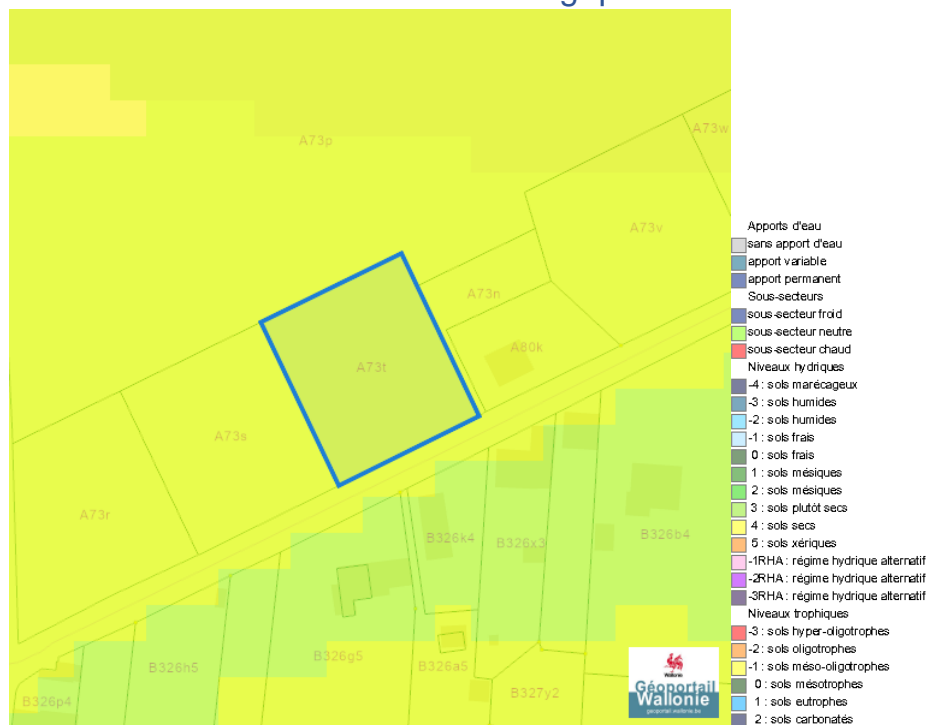 A73p
A73w
A73v
A73n
A80k
A73t
A73s
A73r
B326k4
B326x3
B326b4
B326h5
B326g5
B326a5
B326p4
B327y2
Apports d'eau
sans apport d'eau
apport variable
apport permanent
Sous-secteurs
sous-secteur froid
sous-secteur neutre
sous-secteur chaud
Niveaux hydriques
-4 : sols marécageux
-3 : sols humides
-2 : sols humides
-1 : sols frais
0 : sols frais
1 : sols mésiques
2 : sols mésiques
3 : sols plutôt secs
4 : sols secs
5 : sols xériques
-1RHA : régime hydrique alternatif
-2RHA : régime hydrique alternatif
-3RHA : régime hydrique alternatif
Niveaux trophiques
-3 : sols hyper-oligotrophes
-2 : sols oligotrophes
-1 : sols méso-oligotrophes
0 : sols mésotrophes
1 : sols eutrophes
2 : sols carbonatés
Wallonie
Géoportail
Wallonie
geoportail.wallonie.be